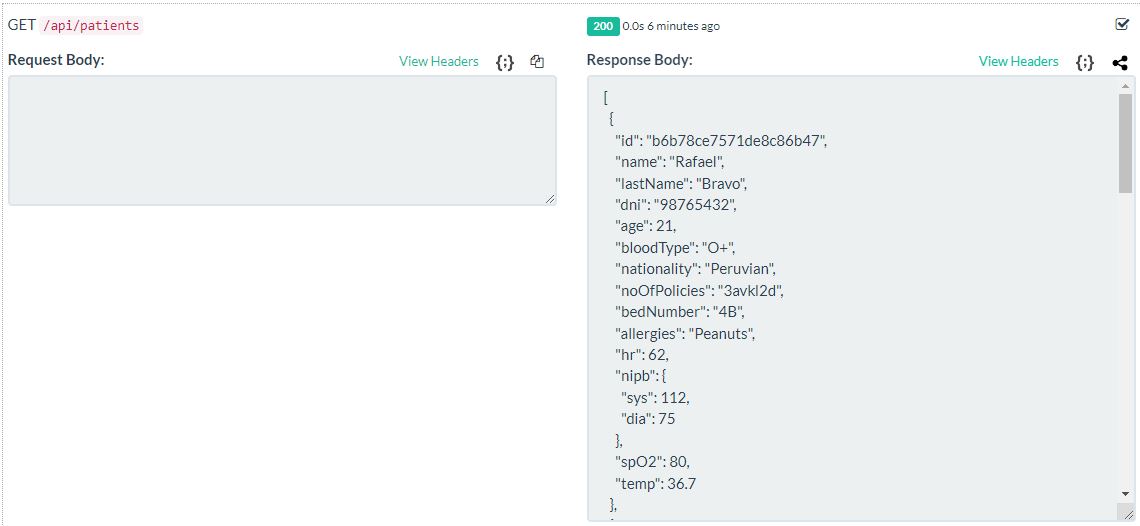 GET /api/patients
200 0.0s 6 minutes ago
Request Body:
View Headers
{;}
Response Body:
View Headers
{;}
[
{
"id": "b6b78ce7571de8c86b47",
"name": "Rafael",
"lastName": "Bravo",
"dni": "98765432",
"age": 21,
"bloodType": "O+",
"nationality": "Peruvian",
"noOfPolicies": "3avkl2d",
"bedNumber": "4B",
"allergies": "Peanuts",
"hr": 62,
"nipb": {
"sys": 112,
"dia": 75
},
"spO2": 80,
"temp": 36.7
},